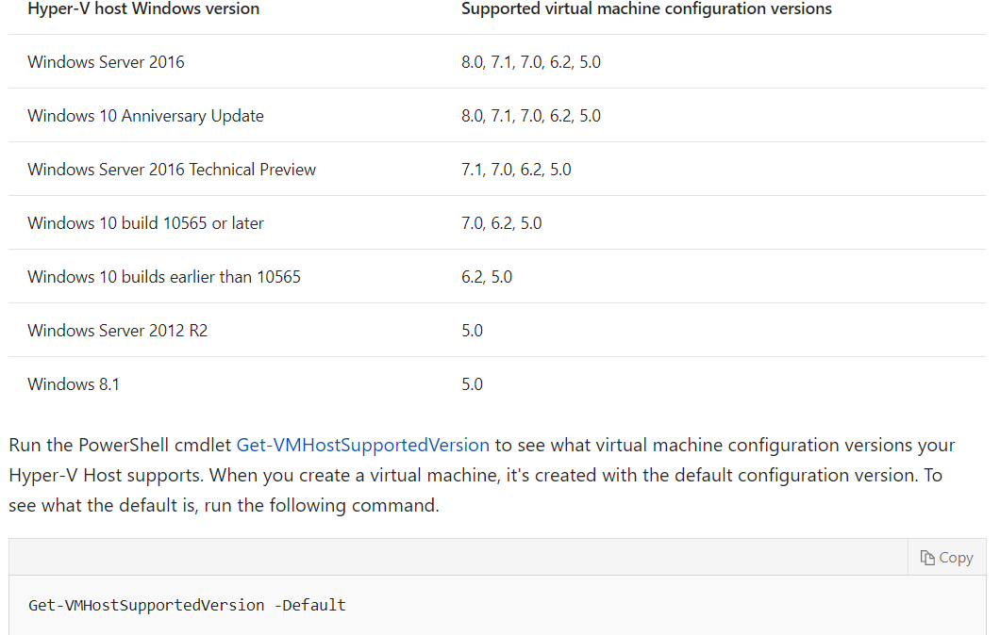 Hyper-V host Windows version Supported virtual machine configuration versions
Windows Server 2016 8.0, 7.1, 7.0, 6.2, 5.0
Windows 10 Anniversary Update 8.0, 7.1, 7.0, 6.2, 5.0
Windows Server 2016 Technical Preview 7.1, 7.0, 6.2, 5.0
Windows 10 build 10565 or later 7.0, 6.2, 5.0
Windows 10 builds earlier than 10565 6.2, 5.0
Windows Server 2012 R2 5.0
Windows 8.1 5.0
Run the PowerShell cmdlet Get-VMHostSupportedVersion to see what virtual machine configuration versions your
Hyper-V Host supports. When you create a virtual machine, it's created with the default configuration version. To
see what the default is, run the following command.
Copy
Get-VMHostSupportedVersion -Default